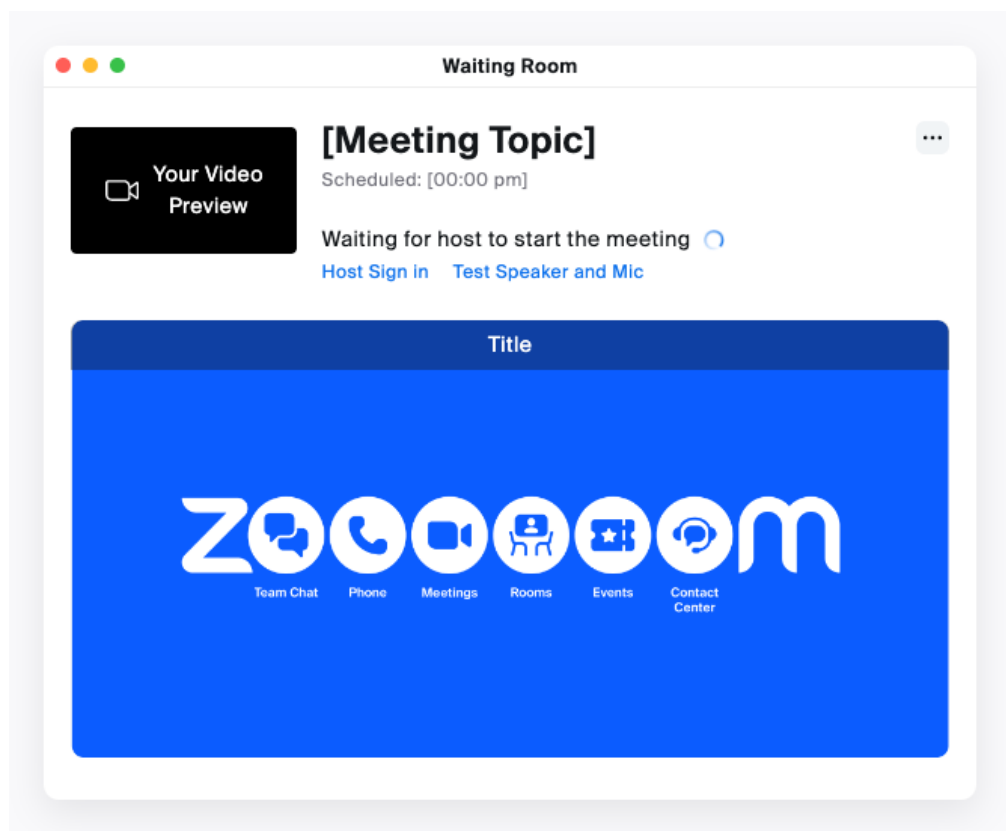 Waiting Room
Your Video
Preview
[Meeting Topic]
Scheduled: [00:00 pm]
Waiting for host to start the meeting
Host Sign in Test Speaker and Mic
Title
zoooooom
Team Chat Phone Meetings Rooms Events Contact
Center